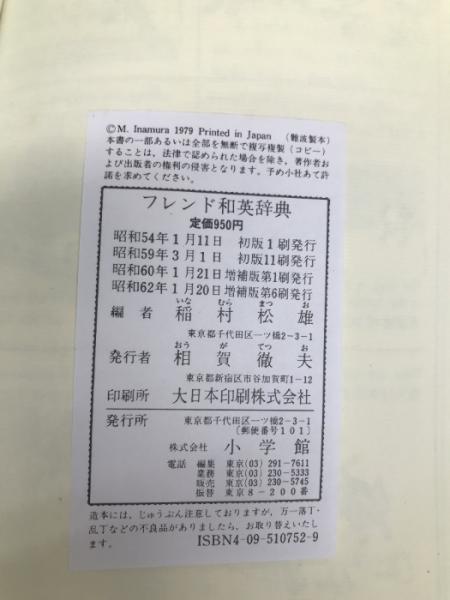 ©M. Inamura 1979 Printed in Japan （難波製本）
本書の一部あるいは全部を無断で複写複製（コピー）
することは，法律で認められた場合を除き，著作者お
よび出版者の権利の侵害となります。予め小社あて許
諾を求めてください。
フレンド和英辞典
定価950円
昭和54年1月11日 初版1刷発行
昭和59年3月1日 初版11刷発行
昭和60年1月21日増補版第1刷発行
昭和62年1月20日増補版第6刷発行
いな むら まつ お
編者 稲村松雄
東京都千代田区一ツ橋2−3−1
おう が てつ お
発行者 相賀徹夫
東京都新宿区市谷加賀町1−12
印刷所 大日本印刷株式会社
発行所 東京都千代田区一ツ橋2−3−1
〔郵便番号101〕
株式会社 小学館
電話 編集 東京(03) 291−7611
業務 東京(03) 230−5333
販売 東京(03) 230−5745
振替 東京8−200番
造本には，じゅうぶん注意しておりますが，万一落丁・
乱丁などの不良品がありましたら，お取り替えいたし
ます。
ISBN4-09-510752-9